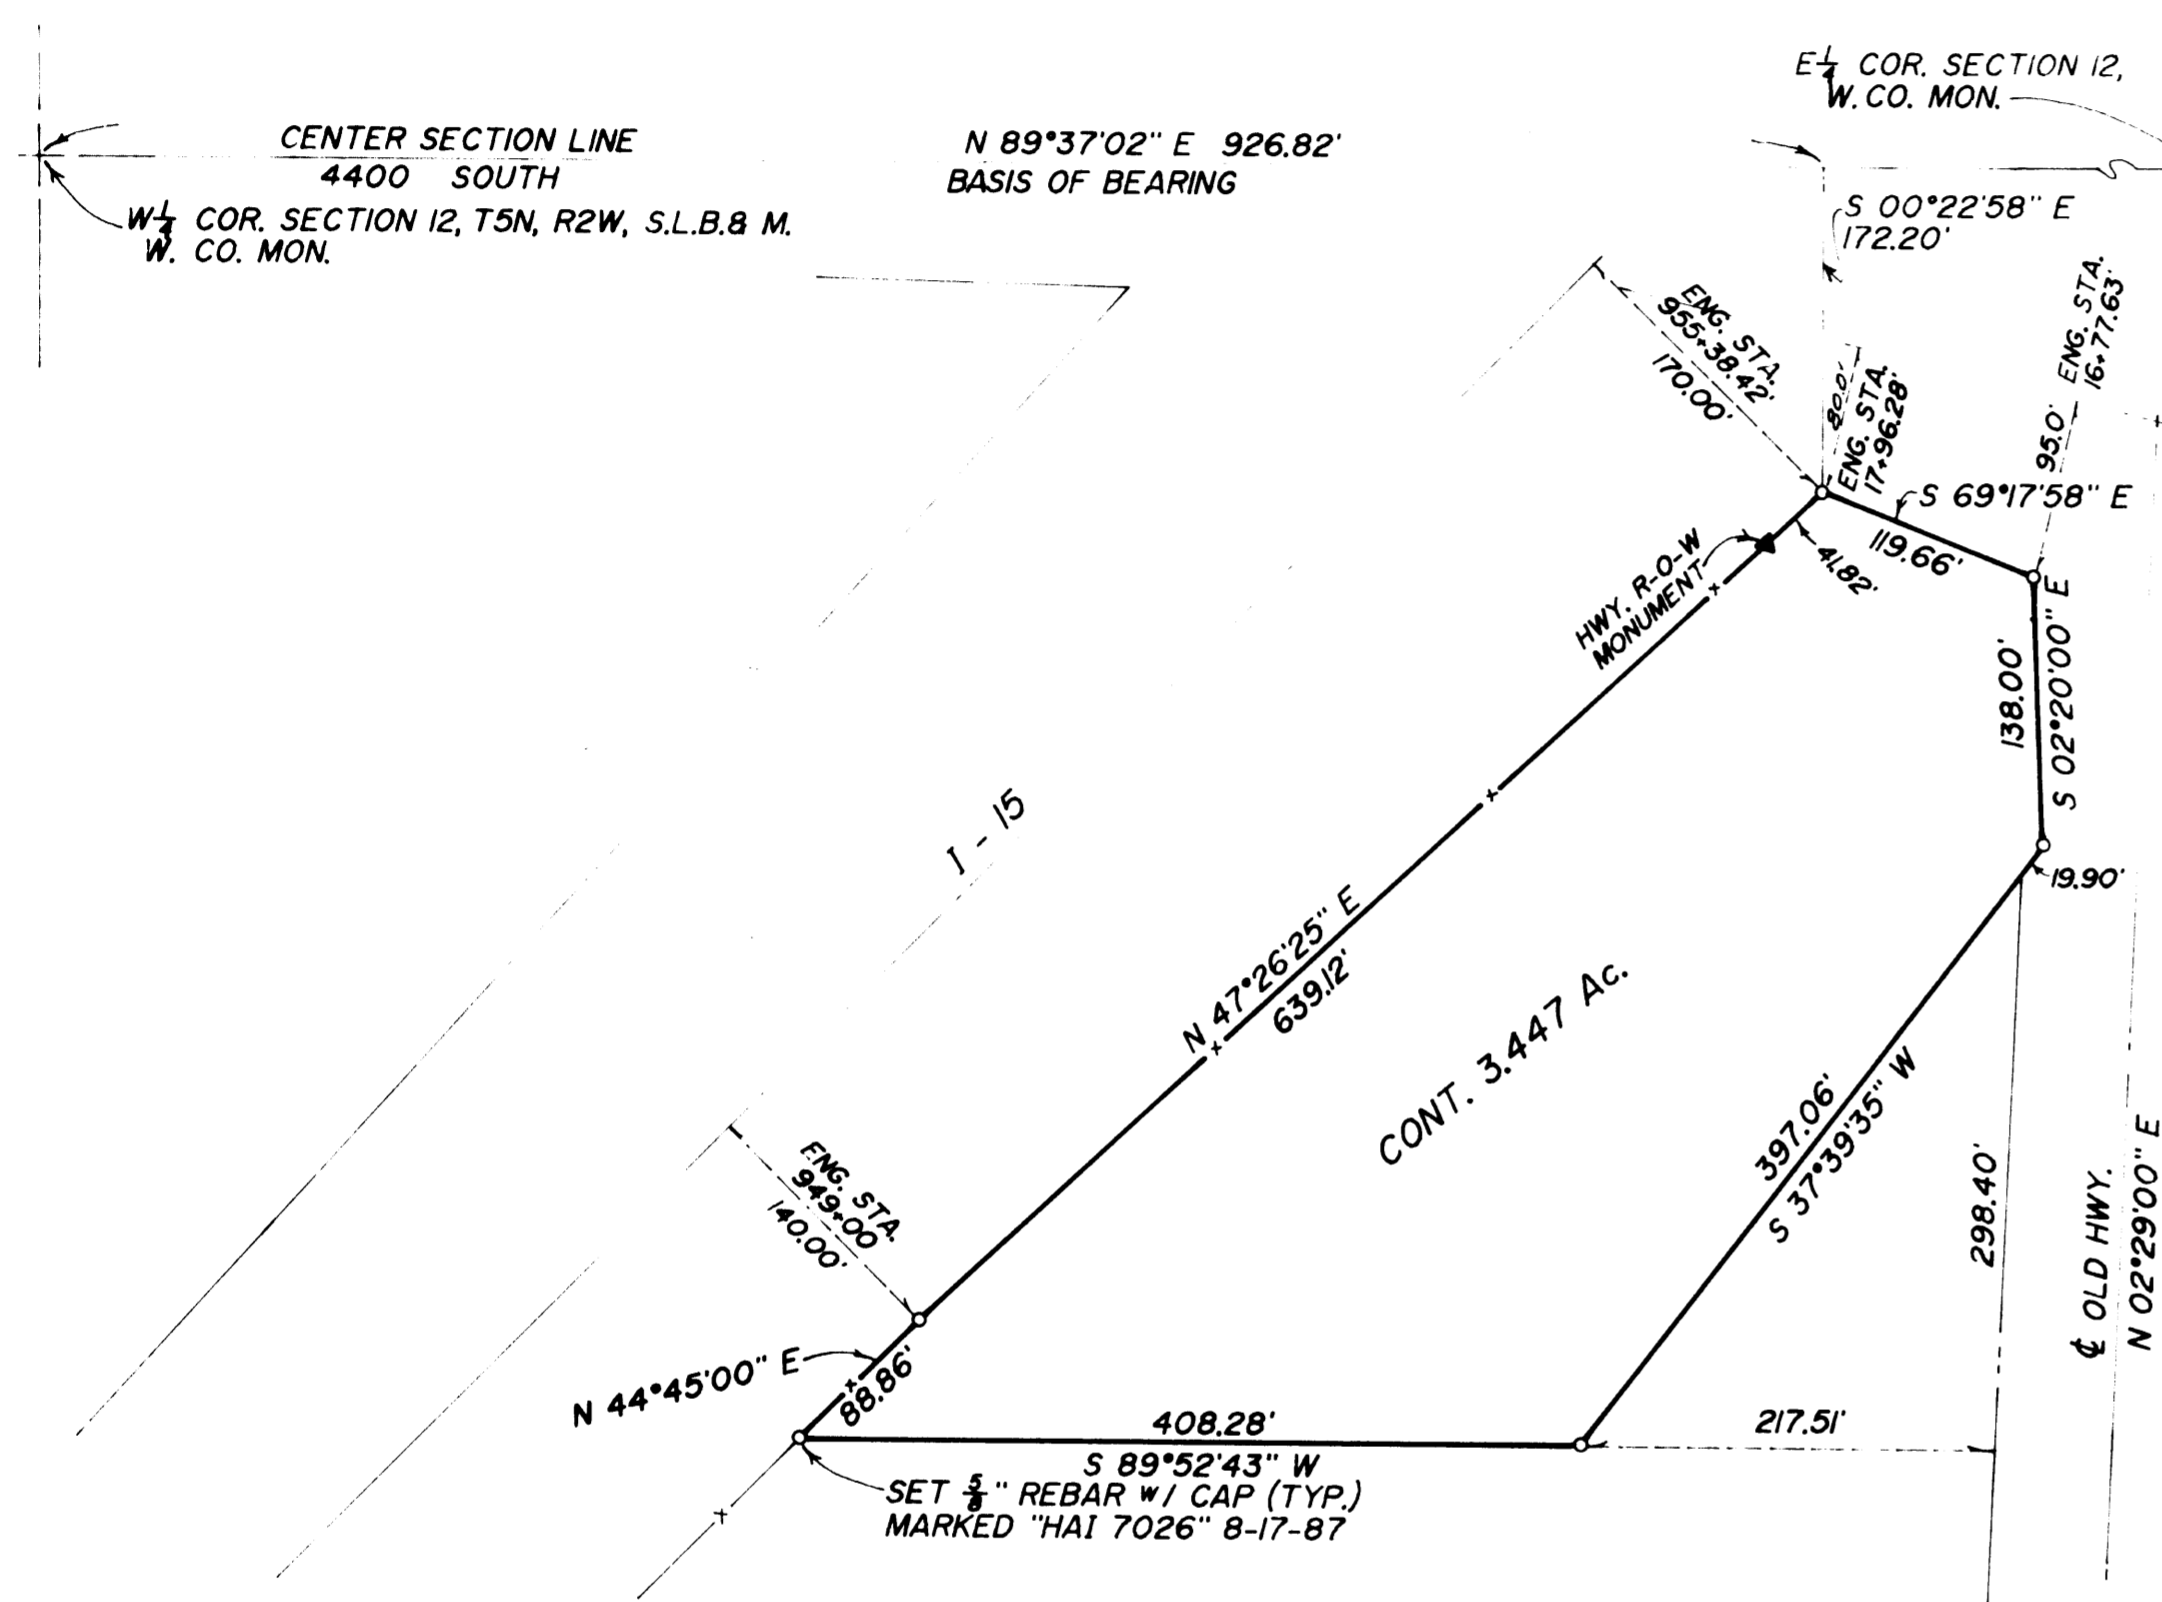 E¼ COR. SECTION 12,
W. CO. MON.
CENTER SECTION LINE
4400 SOUTH
N 89°37'02" E 926.82'
BASIS OF BEARING
W¼ COR. SECTION 12, T5N, R2W, S.L.B.& M.
W. CO. MON.
S 00°22'58" E
172.20'
ENG. STA.
955+38.42'
170.00'
80.0'
ENG. STA.
17+96.28'
95.0' ENG. STA.
16+77.63'
S 69°17'58" E
119.66'
41.82'
HWY. R-O-W
MONUMENT
138.00'
S 02°20'00" E
19.90'
I - 15
N 47°26'25" E
639.12'
CONT. 3.447 Ac.
397.06'
S 37°39'35" W
298.40'
℄ OLD HWY.
N 02°29'00" E
ENG. STA.
949+00
140.00'
N 44°45'00" E
88.86'
408.28'
S 89°52'43" W
217.51'
SET ⅝" REBAR W/ CAP (TYP.)
MARKED "HAI 7026" 8-17-87